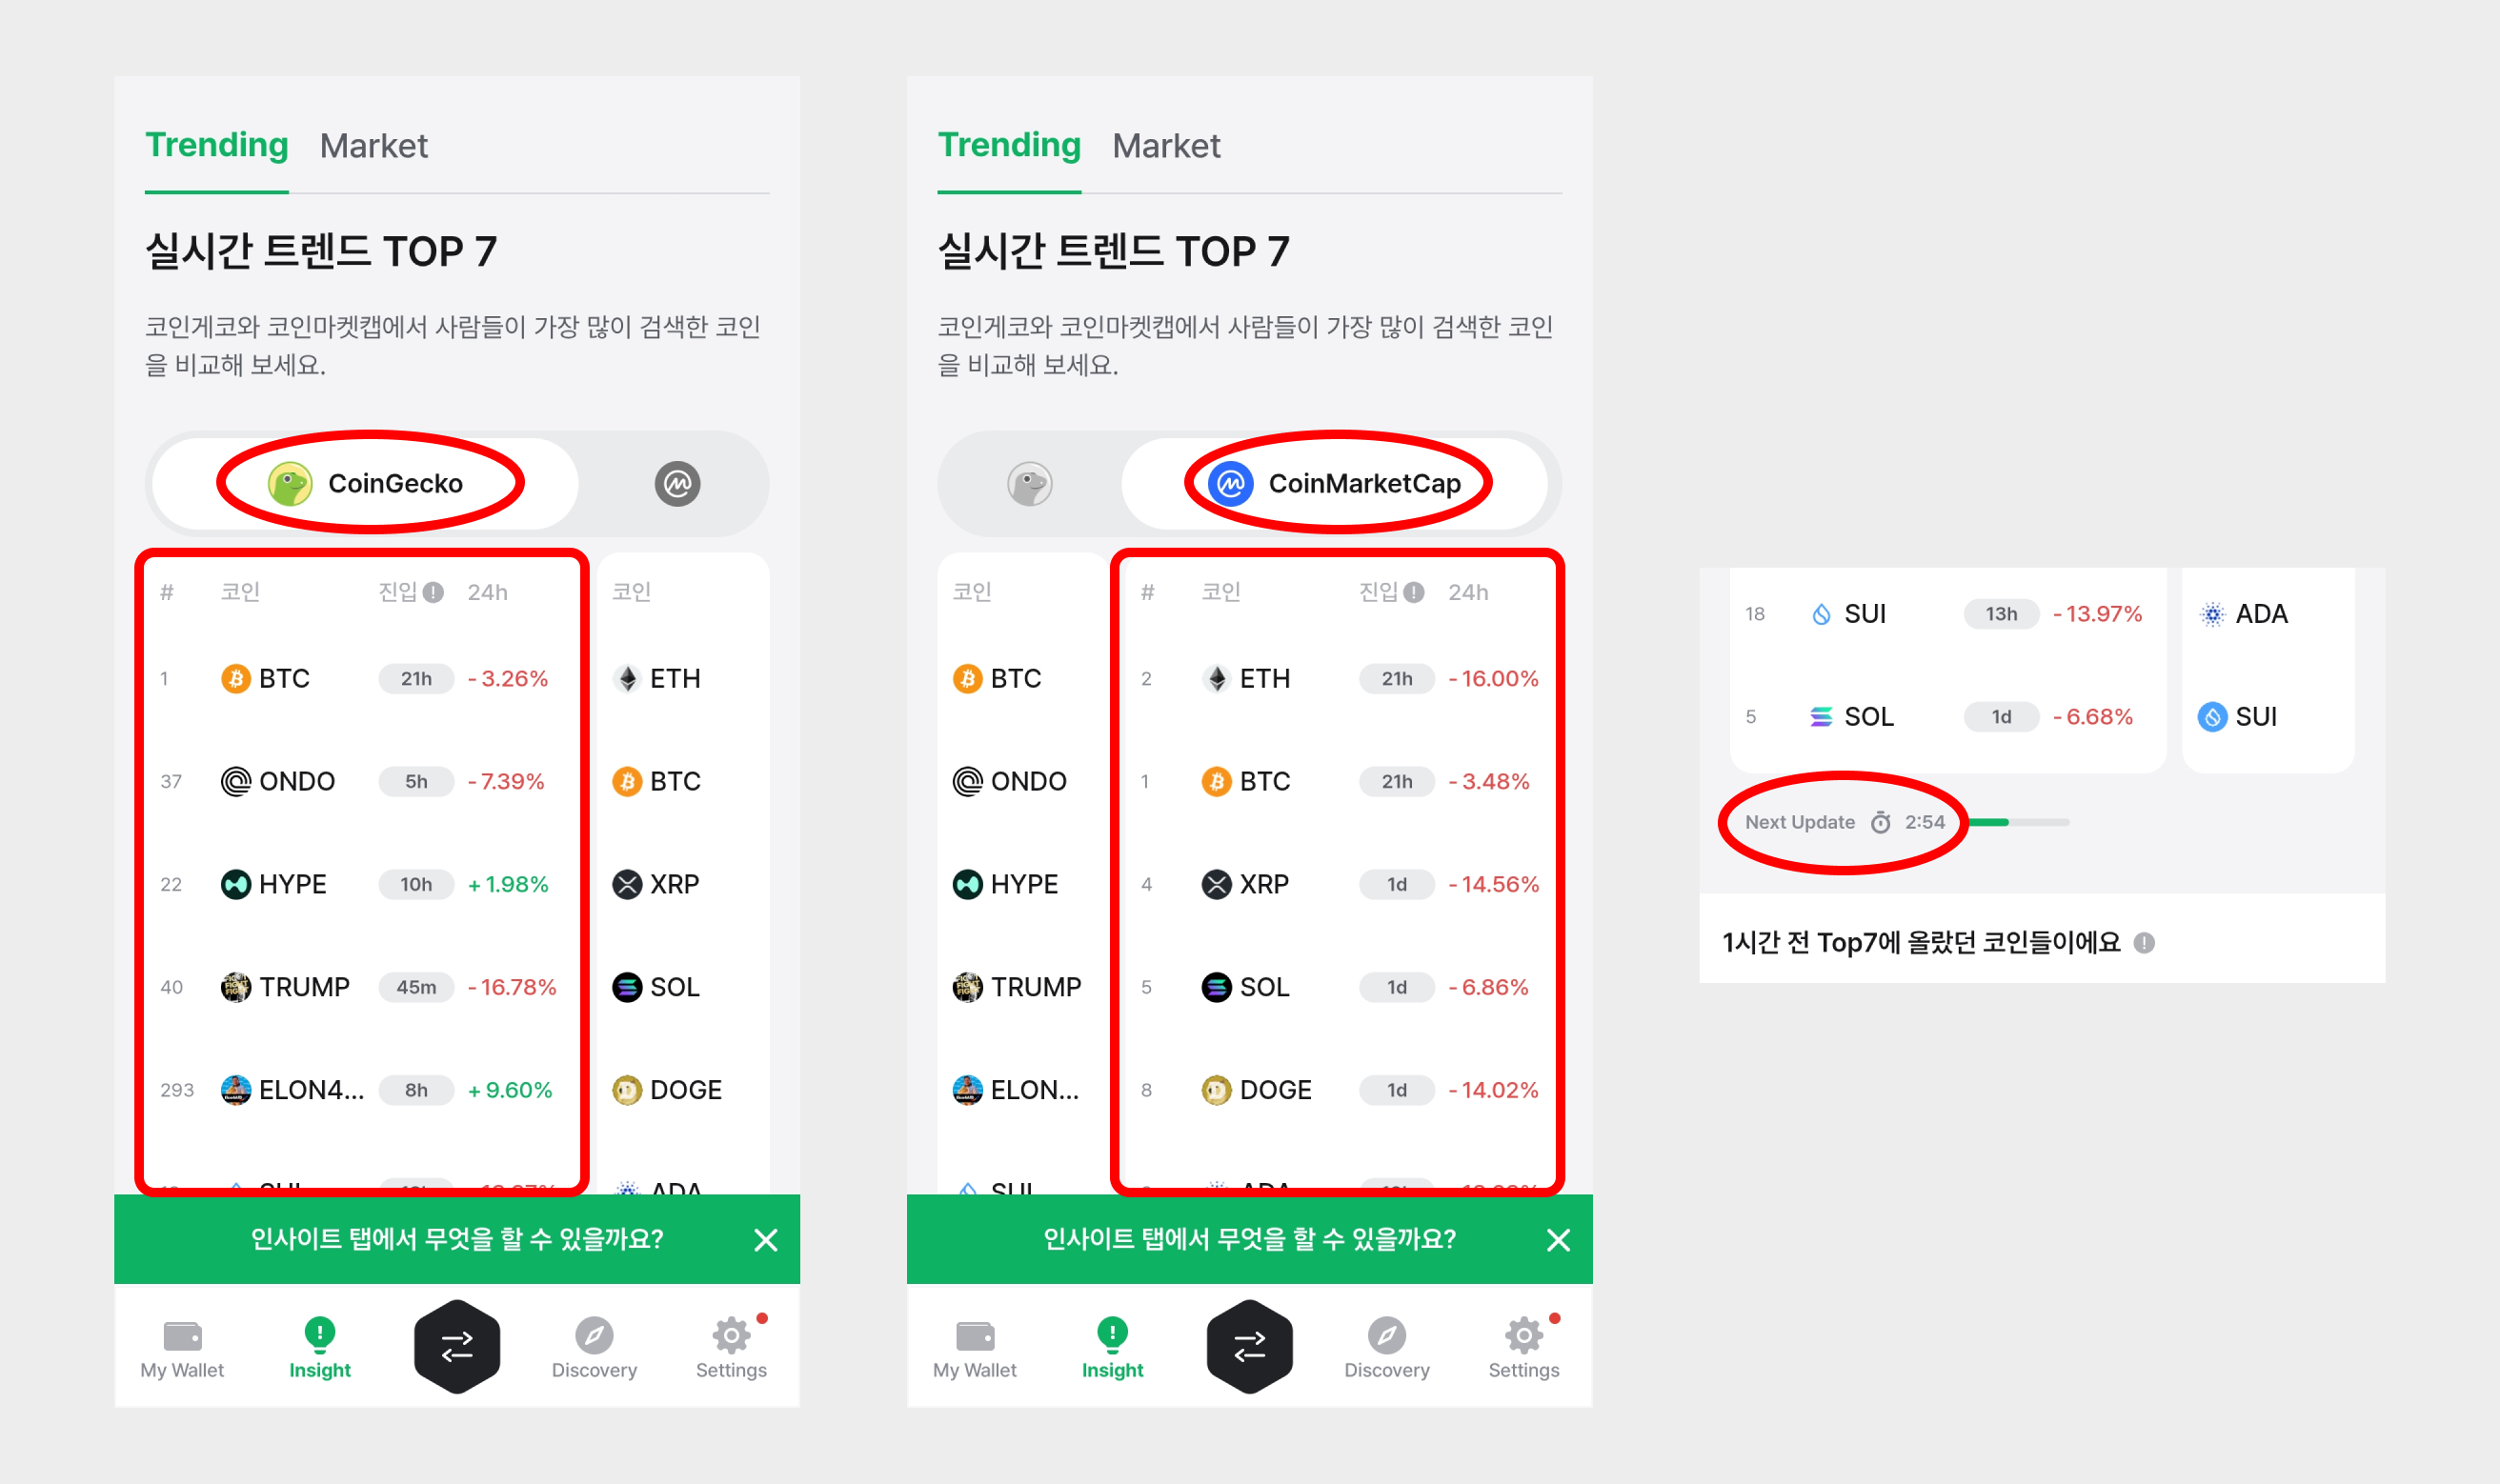 Trending Market
실시간 트렌드 TOP 7
코인게코와 코인마켓캡에서 사람들이 가장 많이 검색한 코인
을 비교해 보세요.
CoinGecko
# 코인 진입 24h 코인
1 BTC 21h -3.26% ETH
37 ONDO 5h -7.39% BTC
22 HYPE 10h +1.98% XRP
40 TRUMP 45m -16.78% SOL
293 ELON4... 8h +9.60% DOGE
SUI ADA
인사이트 탭에서 무엇을 할 수 있을까요?
My Wallet Insight Discovery Settings
Trending Market
실시간 트렌드 TOP 7
코인게코와 코인마켓캡에서 사람들이 가장 많이 검색한 코인
을 비교해 보세요.
CoinMarketCap
코인 # 코인 진입 24h
BTC 2 ETH 21h -16.00%
ONDO 1 BTC 21h -3.48%
HYPE 4 XRP 1d -14.56%
TRUMP 5 SOL 1d -6.86%
ELON... 8 DOGE 1d -14.02%
SUI ADA
인사이트 탭에서 무엇을 할 수 있을까요?
My Wallet Insight Discovery Settings
18 SUI 13h -13.97% ADA
5 SOL 1d -6.68% SUI
Next Update 2:54
1시간 전 Top7에 올랐던 코인들이에요